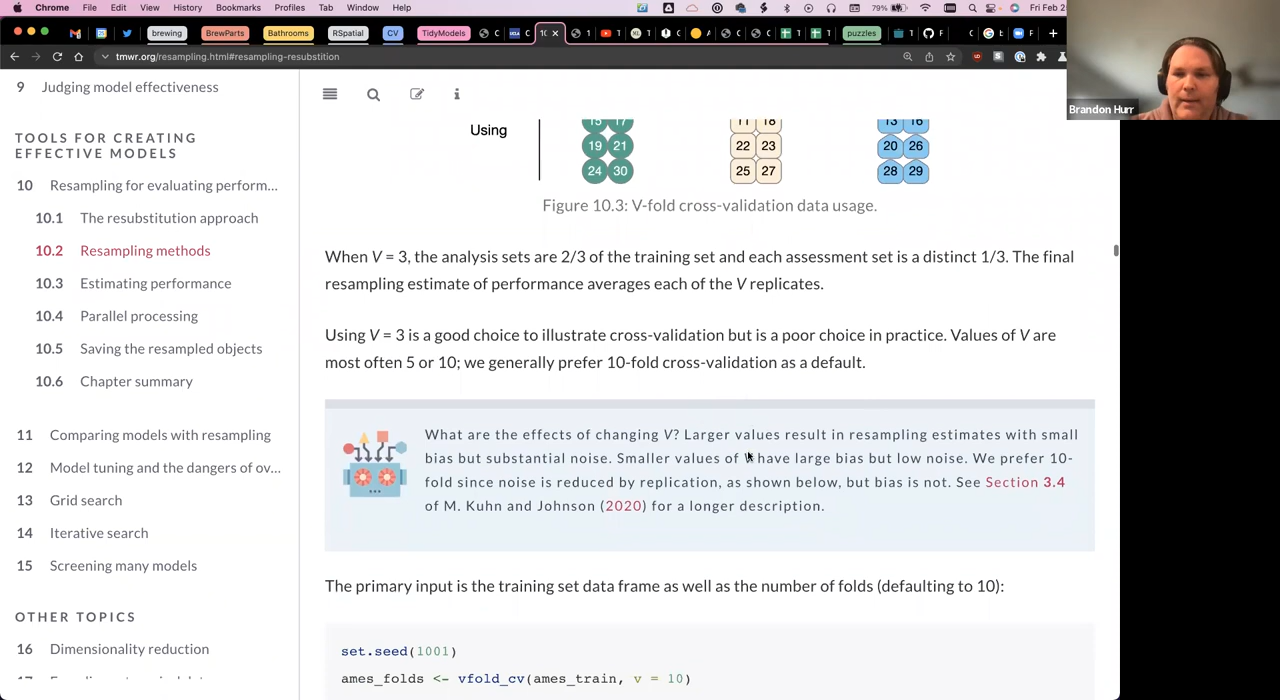 Chrome File Edit View History Bookmarks Profiles Tab Window Help
79%
Fri Feb 2
brewing
BrewParts
Bathrooms
RSpatial
CV
TidyModels
puzzles
tmwr.org/resampling.html#resampling-resubstition
Brandon Hurr
9 Judging model effectiveness
TOOLS FOR CREATING
EFFECTIVE MODELS
10 Resampling for evaluating perform...
10.1 The resubstitution approach
10.2 Resampling methods
10.3 Estimating performance
10.4 Parallel processing
10.5 Saving the resampled objects
10.6 Chapter summary
11 Comparing models with resampling
12 Model tuning and the dangers of ov...
13 Grid search
14 Iterative search
15 Screening many models
OTHER TOPICS
16 Dimensionality reduction
Using
15 17 11 18 13 16
19 21 22 23 20 26
24 30 25 27 28 29
Figure 10.3: V-fold cross-validation data usage.
When V = 3, the analysis sets are 2/3 of the training set and each assessment set is a distinct 1/3. The final
resampling estimate of performance averages each of the V replicates.
Using V = 3 is a good choice to illustrate cross-validation but is a poor choice in practice. Values of V are
most often 5 or 10; we generally prefer 10-fold cross-validation as a default.
What are the effects of changing V? Larger values result in resampling estimates with small
bias but substantial noise. Smaller values of V have large bias but low noise. We prefer 10-
fold since noise is reduced by replication, as shown below, but bias is not. See Section 3.4
of M. Kuhn and Johnson (2020) for a longer description.
The primary input is the training set data frame as well as the number of folds (defaulting to 10):
set.seed(1001)
ames_folds <- vfold_cv(ames_train, v = 10)